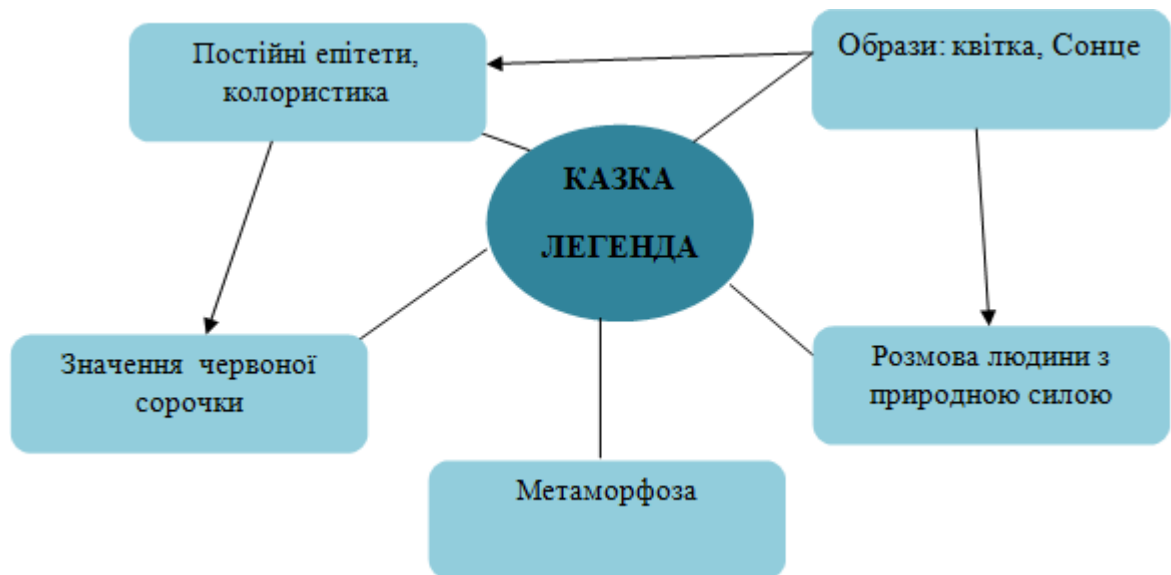 Постійні епітети,
колористика
Образи: квітка, Сонце
КАЗКА
ЛЕГЕНДА
Значення червоної
сорочки
Розмова людини з
природною силою
Метаморфоза